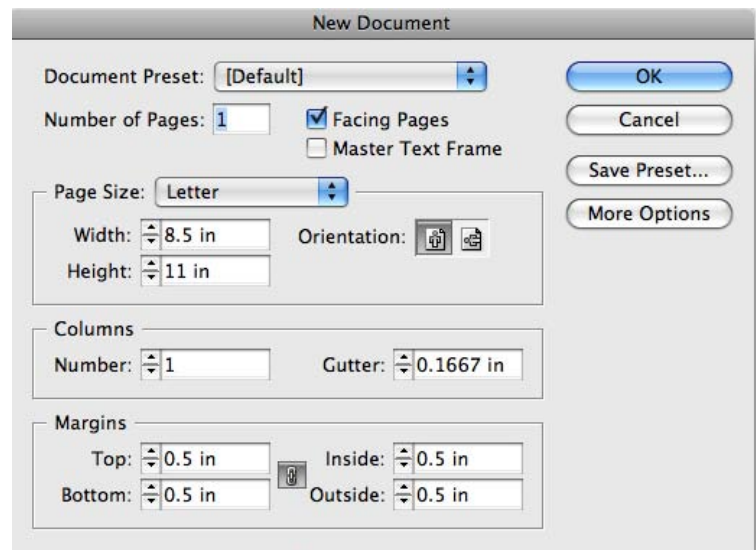 New Document
Document Preset: [Default]
OK
Number of Pages: 1
Facing Pages
Cancel
Master Text Frame
Save Preset...
Page Size: Letter
More Options
Width: 8.5 in
Orientation:
Height: 11 in
Columns
Number: 1
Gutter: 0.1667 in
Margins
Top: 0.5 in
Inside: 0.5 in
Bottom: 0.5 in
Outside: 0.5 in